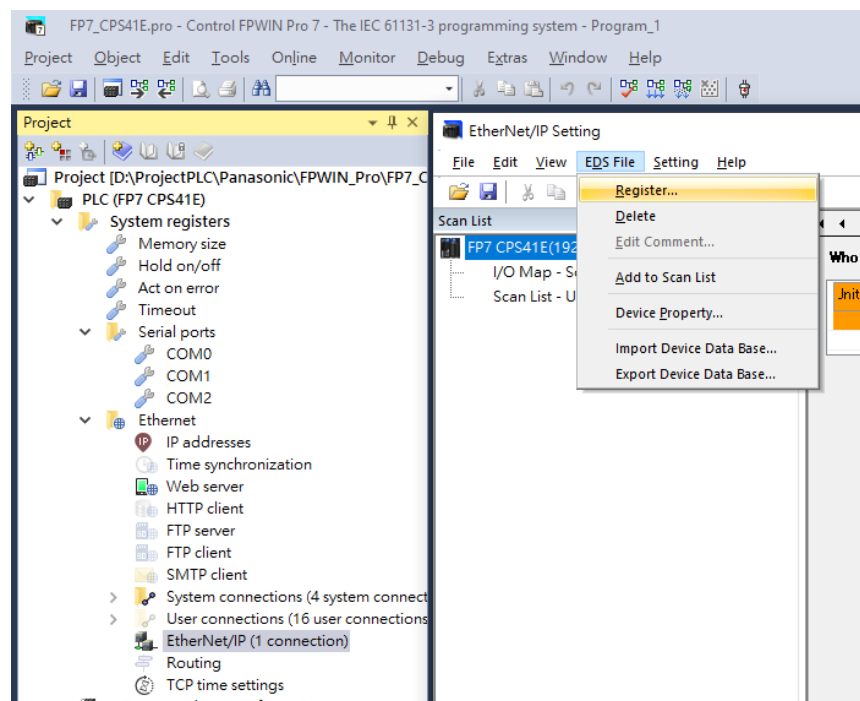 FP7_CPS41E.pro - Control FPWIN Pro 7 - The IEC 61131-3 programming system - Program_1
Project Object Edit Tools Online Monitor Debug Extras Window Help
Project
Project [D:\ProjectPLC\Panasonic\FPWIN_Pro\FP7_C
PLC (FP7 CPS41E)
System registers
Memory size
Hold on/off
Act on error
Timeout
Serial ports
COM0
COM1
COM2
Ethernet
IP addresses
Time synchronization
Web server
HTTP client
FTP server
FTP client
SMTP client
System connections (4 system connect
User connections (16 user connections
EtherNet/IP (1 connection)
Routing
TCP time settings
EtherNet/IP Setting
File Edit View EDS File Setting Help
Scan List
FP7 CPS41E(192
I/O Map - S
Scan List - U
Register...
Delete
Edit Comment...
Add to Scan List
Device Property...
Import Device Data Base...
Export Device Data Base...
Who